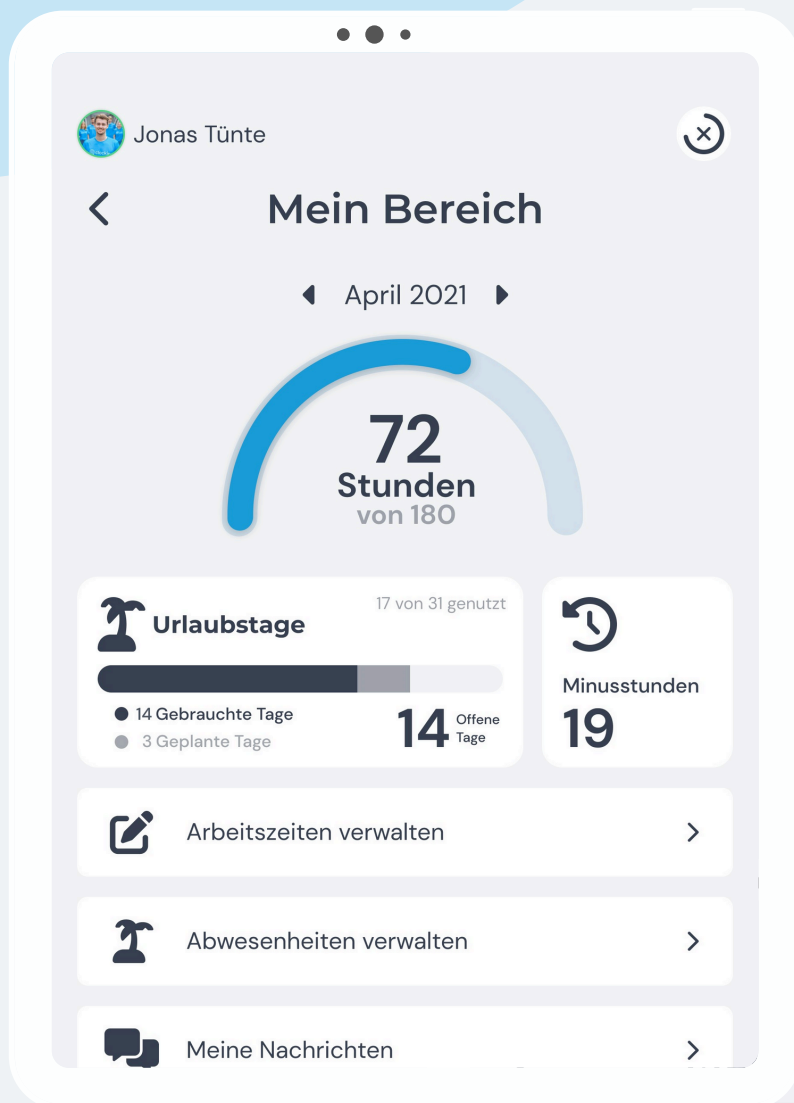 Jonas Tünte
Mein Bereich
April 2021
72
Stunden
von 180
Urlaubstage
17 von 31 genutzt
14 Gebrauchte Tage
3 Geplante Tage
14 Offene
Tage
Minusstunden
19
Arbeitszeiten verwalten
Abwesenheiten verwalten
Meine Nachrichten